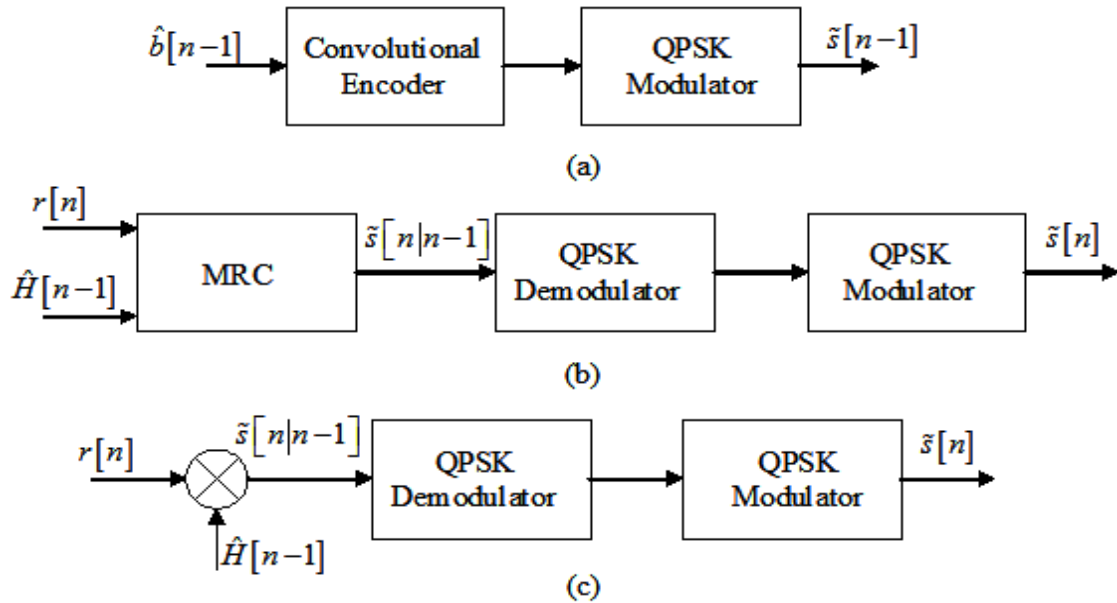 b̂[n−1]
Convolutional
Encoder
QPSK
Modulator
s̃[n−1]
(a)
r[n]
Ĥ[n−1]
MRC
s̃[n|n−1]
QPSK
Demodulator
QPSK
Modulator
s̃[n]
(b)
r[n]
s̃[n|n−1]
Ĥ[n−1]
QPSK
Demodulator
QPSK
Modulator
s̃[n]
(c)